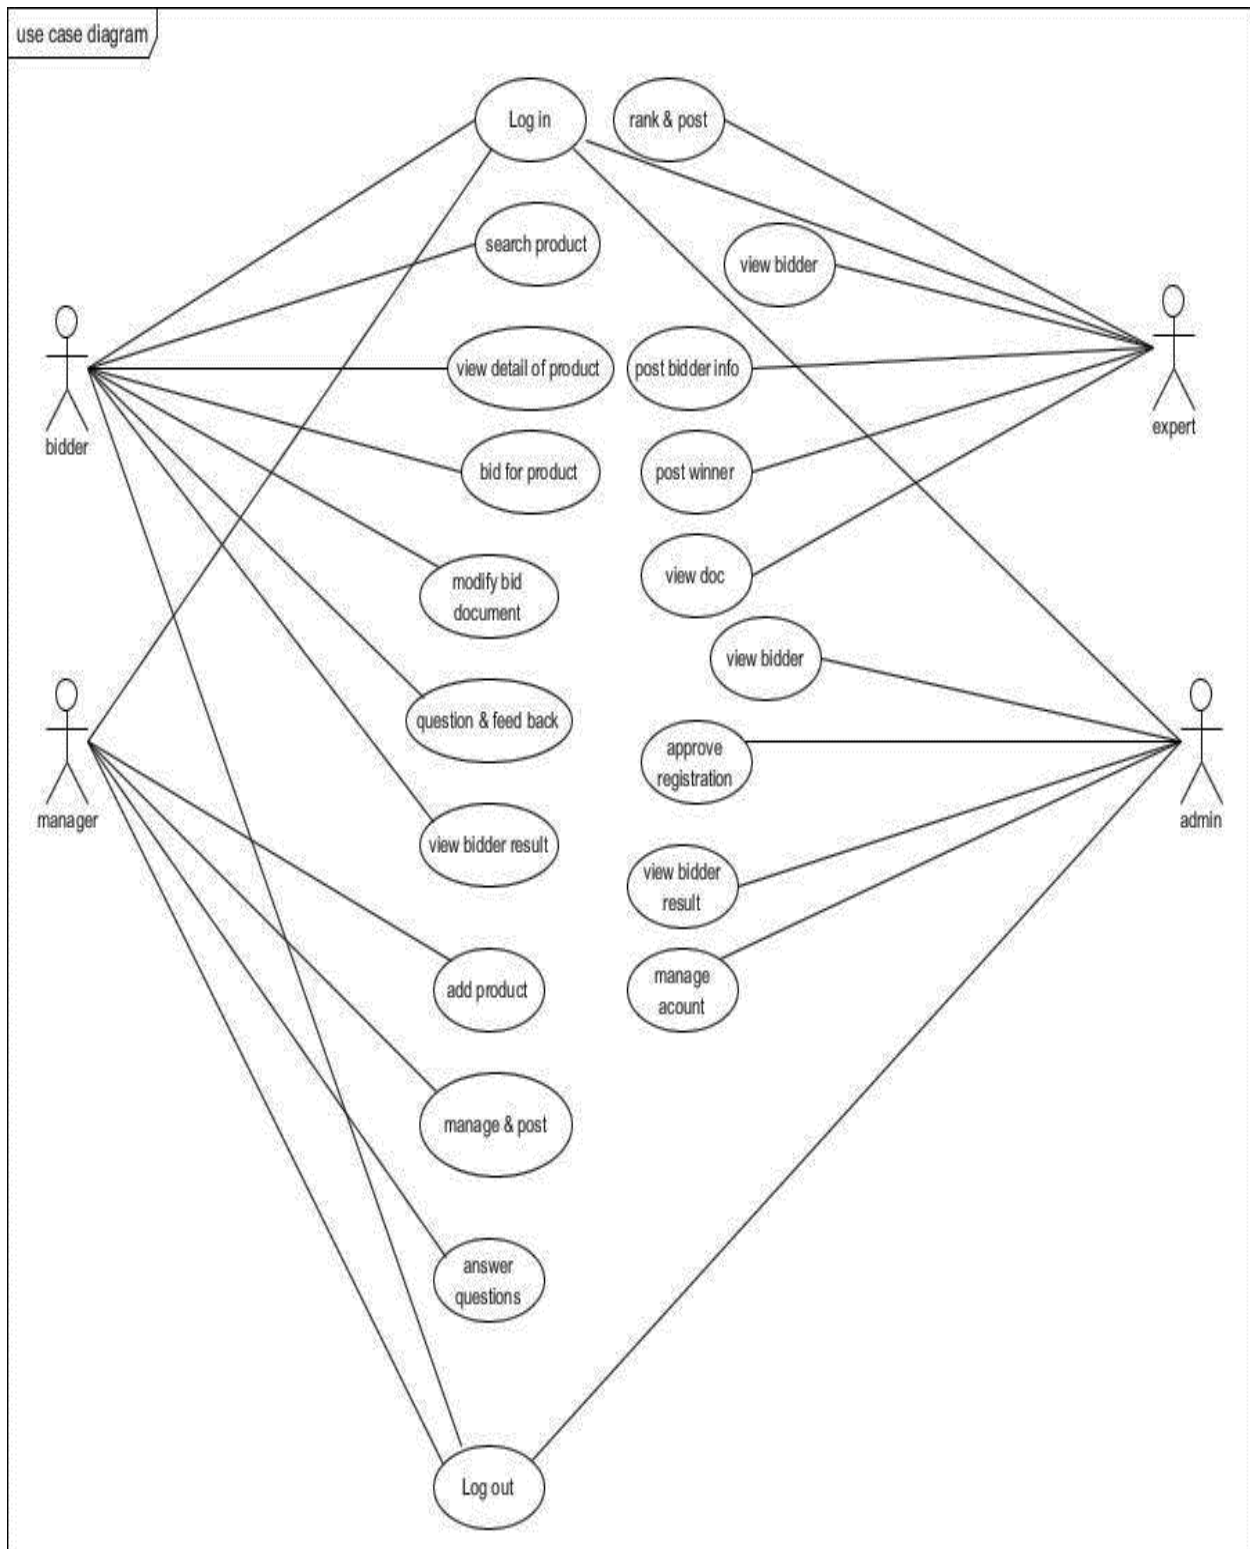 use case diagram
Log in
rank & post
search product
view bidder
view detail of product
post bidder info
bidder
expert
bid for product
post winner
modify bid
document
view doc
view bidder
question & feed back
approve
registration
manager
admin
view bidder result
view bidder
result
add product
manage
acount
manage & post
answer
questions
Log out